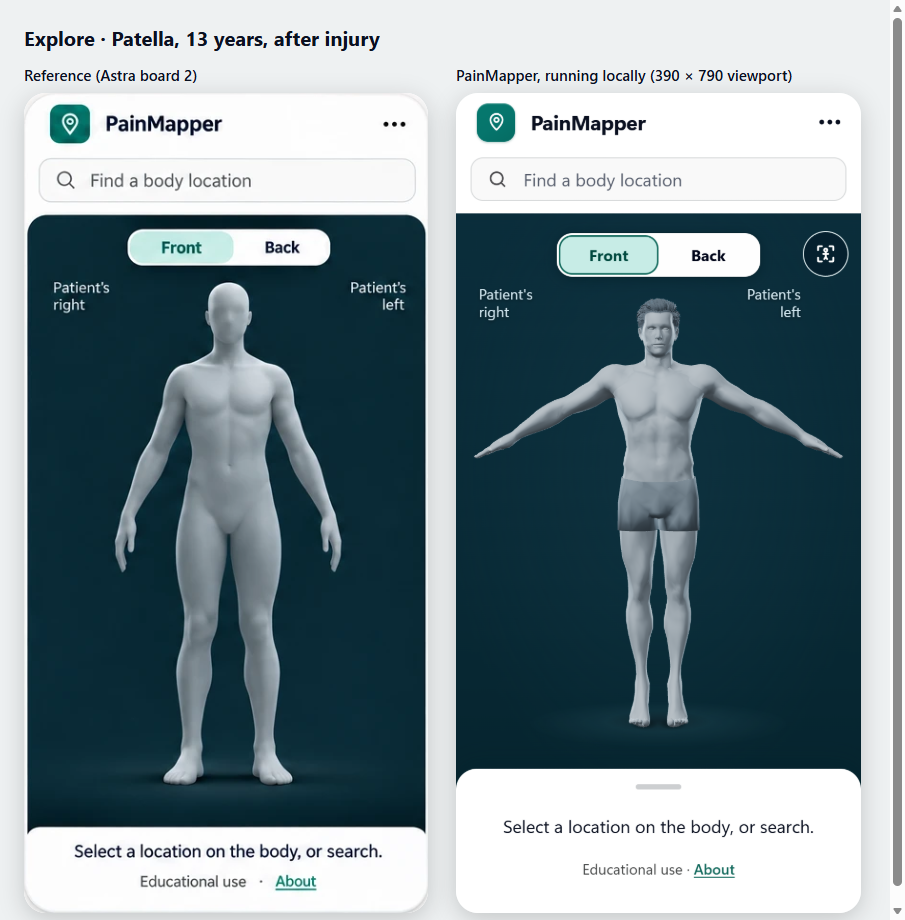 Explore · Patella, 13 years, after injury
Reference (Astra board 2)
PainMapper
Find a body location
Front Back
Patient's
right
Patient's
left
Select a location on the body, or search.
Educational use · About
PainMapper, running locally (390 × 790 viewport)
PainMapper
Find a body location
Front Back
Patient's
right
Patient's
left
Select a location on the body, or search.
Educational use · About